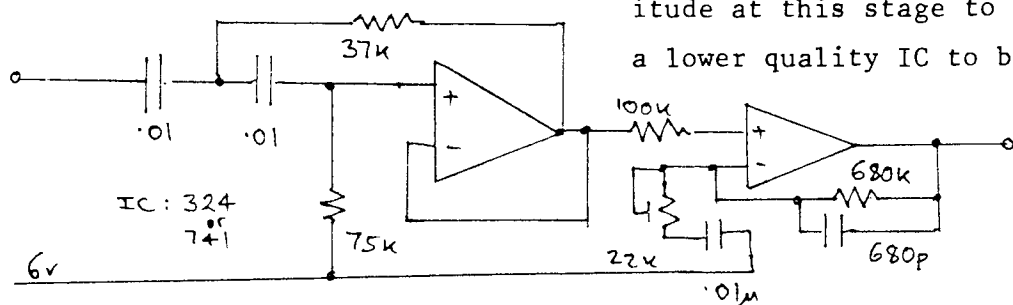 itude at this stage to
a lower quality IC to b
37k
.01
.01
+
-
100k
+
-
680k
680p
IC: 324
or
741
75k
22k
.01μ
6v